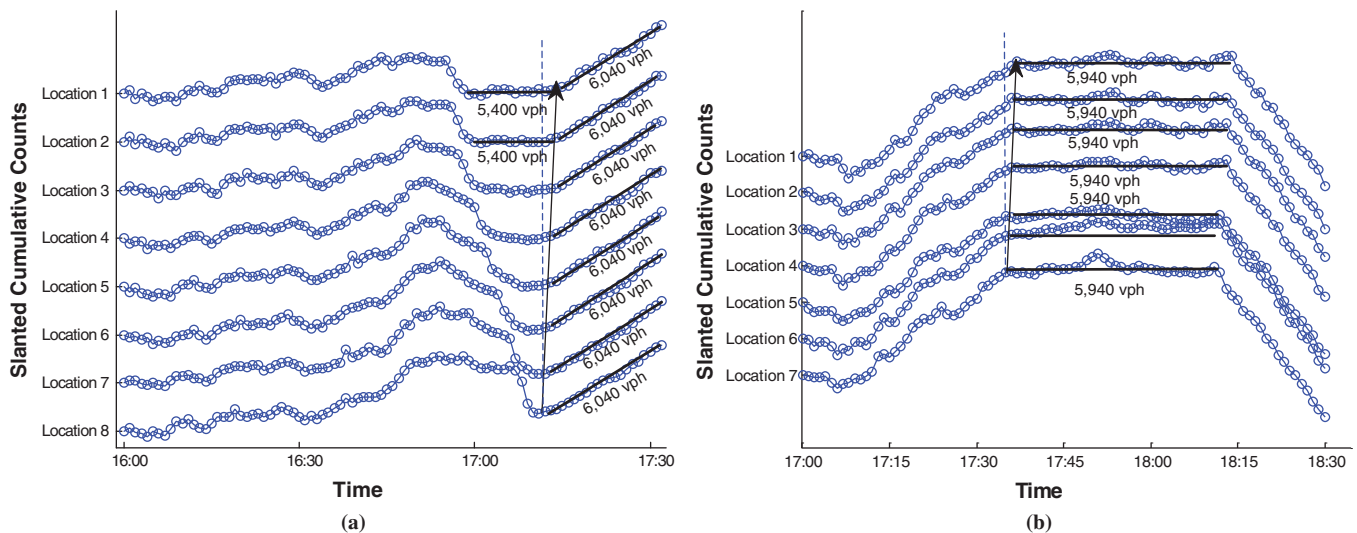 Slanted Cumulative Counts
Location 1
Location 2
Location 3
Location 4
Location 5
Location 6
Location 7
Location 8
5,400 vph
5,400 vph
6,040 vph
6,040 vph
6,040 vph
6,040 vph
6,040 vph
6,040 vph
6,040 vph
6,040 vph
16:00
16:30
17:00
17:30
Time
(a)
Slanted Cumulative Counts
Location 1
Location 2
Location 3
Location 4
Location 5
Location 6
Location 7
5,940 vph
5,940 vph
5,940 vph
5,940 vph
5,940 vph
5,940 vph
17:00
17:15
17:30
17:45
18:00
18:15
18:30
Time
(b)